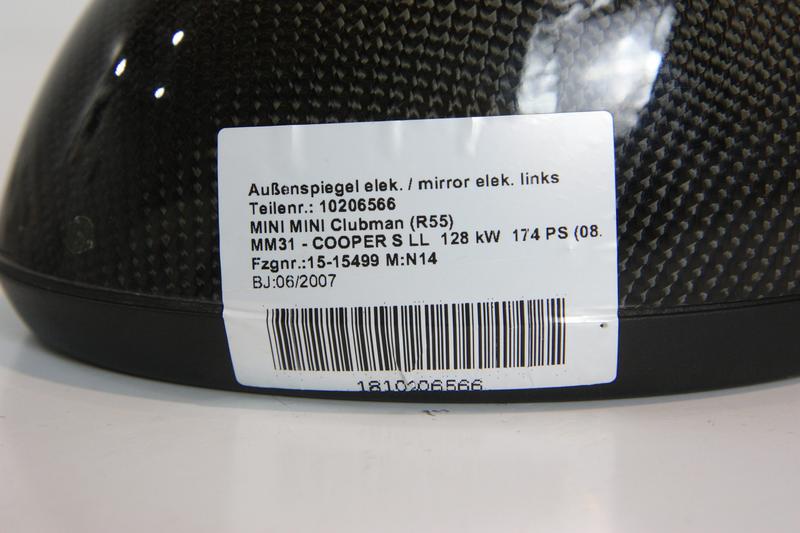 Außenspiegel elek. / mirror elek. links
Teilenr.: 10206566
MINI MINI Clubman (R55)
MM31 - COOPER S LL 128 kW 174 PS (08.
Fzgnr.:15-15499 M:N14
BJ:06/2007
1810206566